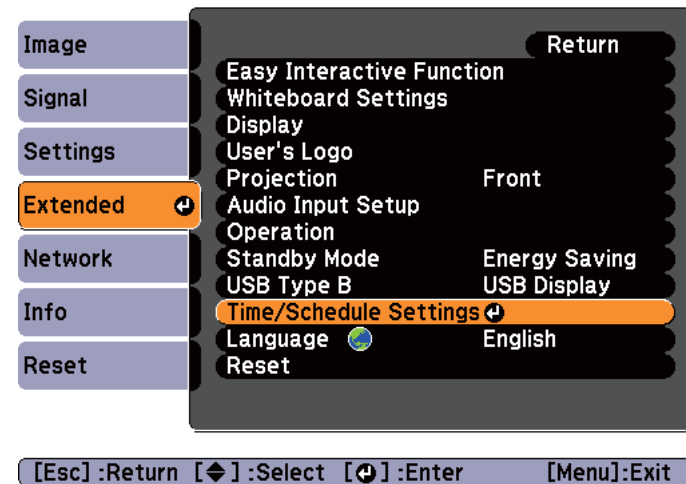 Image
Signal
Settings
Extended
Network
Info
Reset
Return
Easy Interactive Function
Whiteboard Settings
Display
User's Logo
Projection Front
Audio Input Setup
Operation
Standby Mode Energy Saving
USB Type B USB Display
Time/Schedule Settings
Language English
Reset
[Esc] :Return [◆] :Select [⏎] :Enter [Menu]:Exit